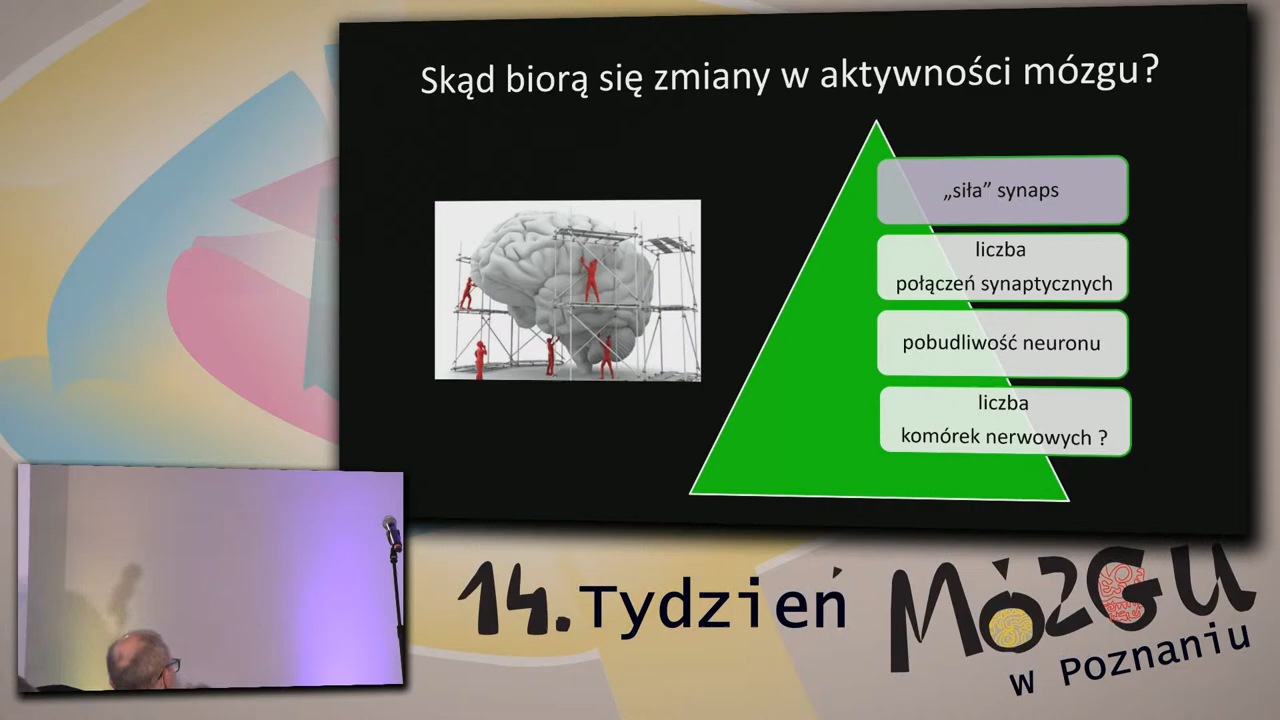 Skąd biorą się zmiany w aktywności mózgu?
„siła” synaps
liczba
połączeń synaptycznych
pobudliwość neuronu
liczba
komórek nerwowych ?
14. Tydzień
MÓZGU
w Poznaniu